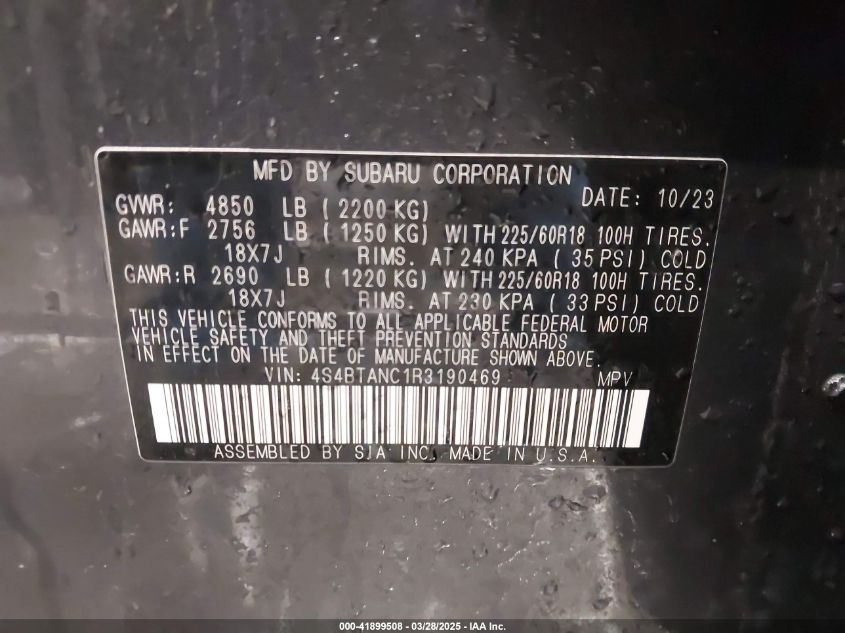 MFD BY SUBARU CORPORATION
DATE: 10/23
GVWR: 4850 LB ( 2200 KG)
GAWR:F 2756 LB ( 1250 KG) WITH 225/60R18 100H TIRES.
18X7J RIMS. AT 240 KPA ( 35 PSI) COLD
GAWR:R 2690 LB ( 1220 KG) WITH 225/60R18 100H TIRES.
18X7J RIMS. AT 230 KPA ( 33 PSI) COLD
THIS VEHICLE CONFORMS TO ALL APPLICABLE FEDERAL MOTOR
VEHICLE SAFETY AND THEFT PREVENTION STANDARDS
IN EFFECT ON THE DATE OF MANUFACTURE SHOWN ABOVE.
VIN: 4S4BTANC1R3190469 MPV
ASSEMBLED BY SIA INC. MADE IN U.S.A.
000-41899508 - 03/28/2025 - IAA Inc.